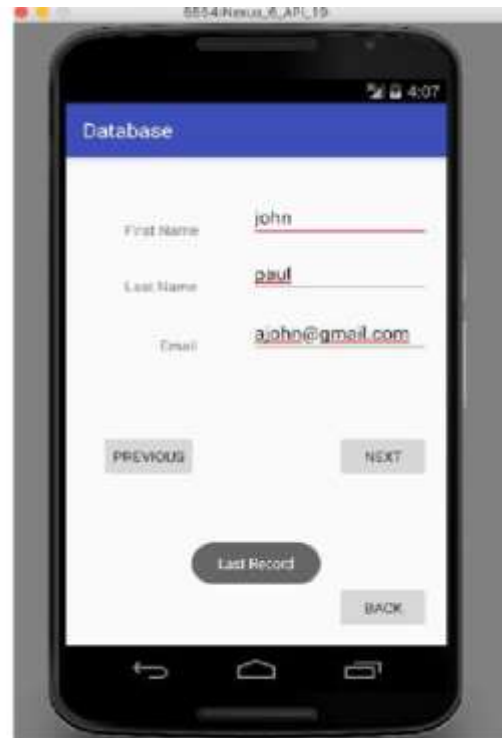 5554:Nexus_6_API_19
4:07
Database
First Name john
Last Name paul
Email ajohn@gmail.com
PREVIOUS NEXT
Last Record
BACK